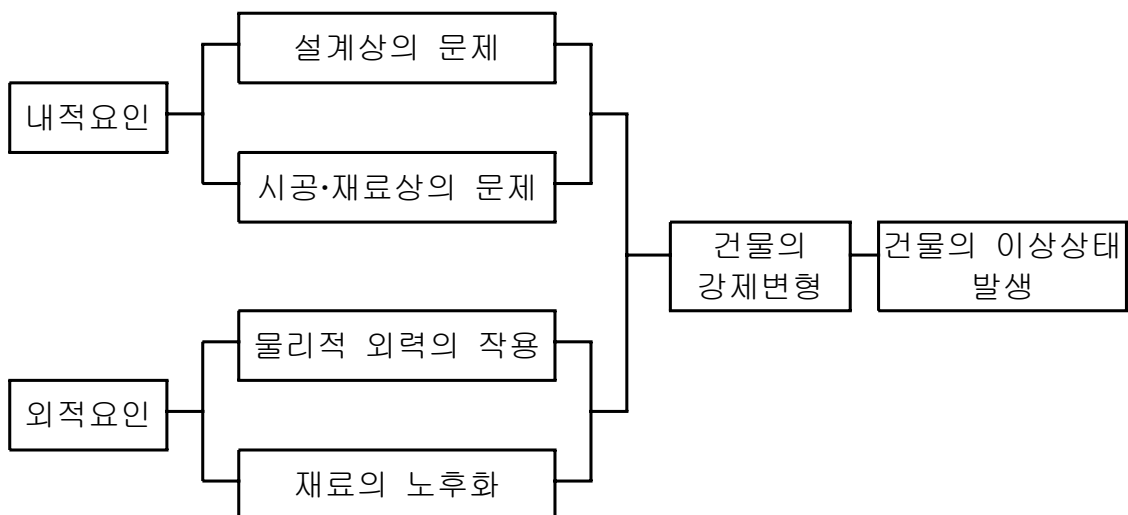 설계상의 문제
내적요인
시공·재료상의 문제
건물의
강제변형
건물의 이상상태
발생
물리적 외력의 작용
외적요인
재료의 노후화